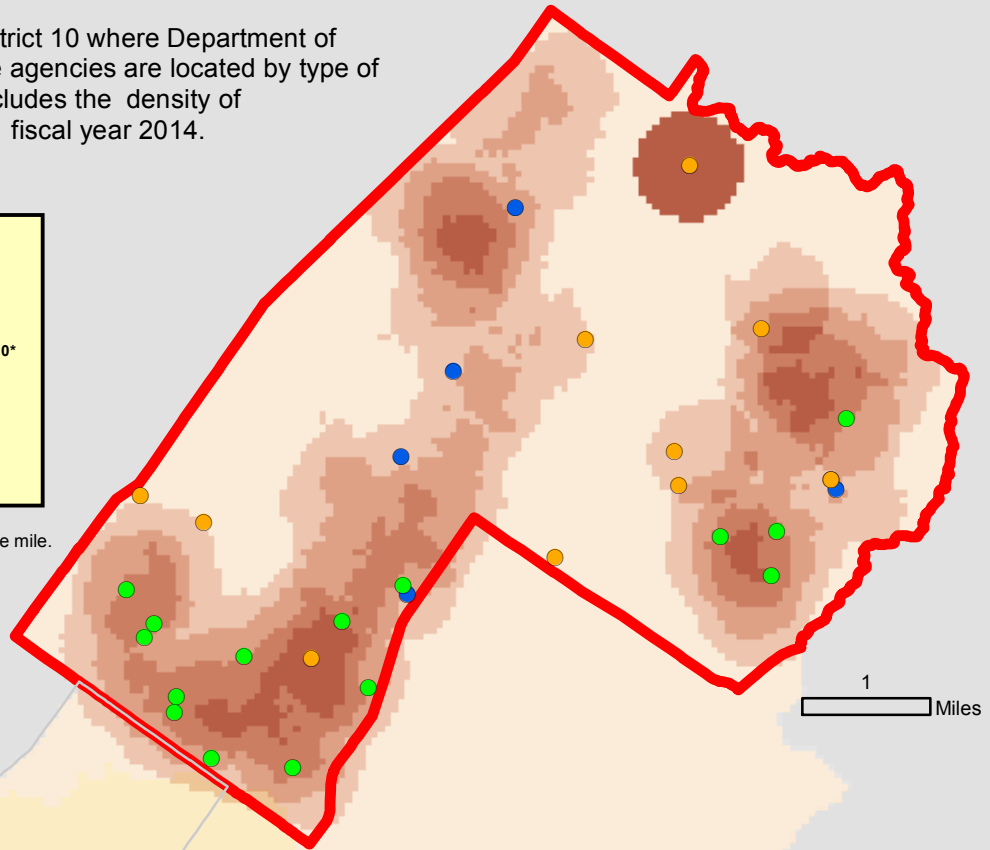 trict 10 where Department of
e agencies are located by type of
cludes the density of
fiscal year 2014.
0*
e mile.
1
Miles